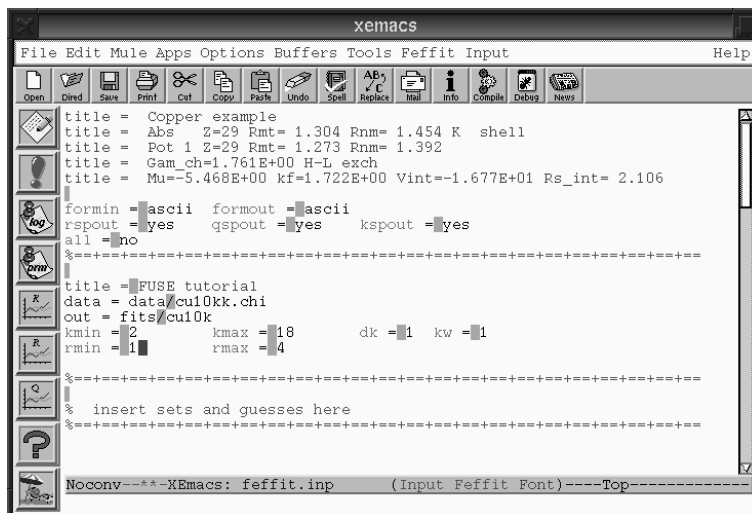 xemacs
File Edit Mule Apps Options Buffers Tools Feffit Input Help
Open Dired Save Print Cut Copy Paste Undo Spell Replace Mail Info Compile Debug News
title =  Copper example
title =  Abs   Z=29 Rmt= 1.304 Rnm= 1.454 K  shell
title =  Pot 1 Z=29 Rmt= 1.273 Rnm= 1.392
title =  Gam_ch=1.761E+00 H-L exch
title =  Mu=-5.468E+00 kf=1.722E+00 Vint=-1.677E+01 Rs_int= 2.106
formin = ascii  formout = ascii
rspout = yes    qspout = yes    kspout = yes
all = no
%==+===+===+===+===+===+===+===+===+===+===+===+===+===+===+==
title = FUSE tutorial
data = data/cu10kk.chi
out = fits/cu10k
kmin = 2        kmax = 18       dk = 1  kw = 1
rmin = 1        rmax = 4
%==+===+===+===+===+===+===+===+===+===+===+===+===+===+===+==
%  insert sets and guesses here
%==+===+===+===+===+===+===+===+===+===+===+===+===+===+===+==
Noconv--**-XEmacs: feffit.inp     (Input Feffit Font)----Top-------------
log
prm
k
R
Q
?